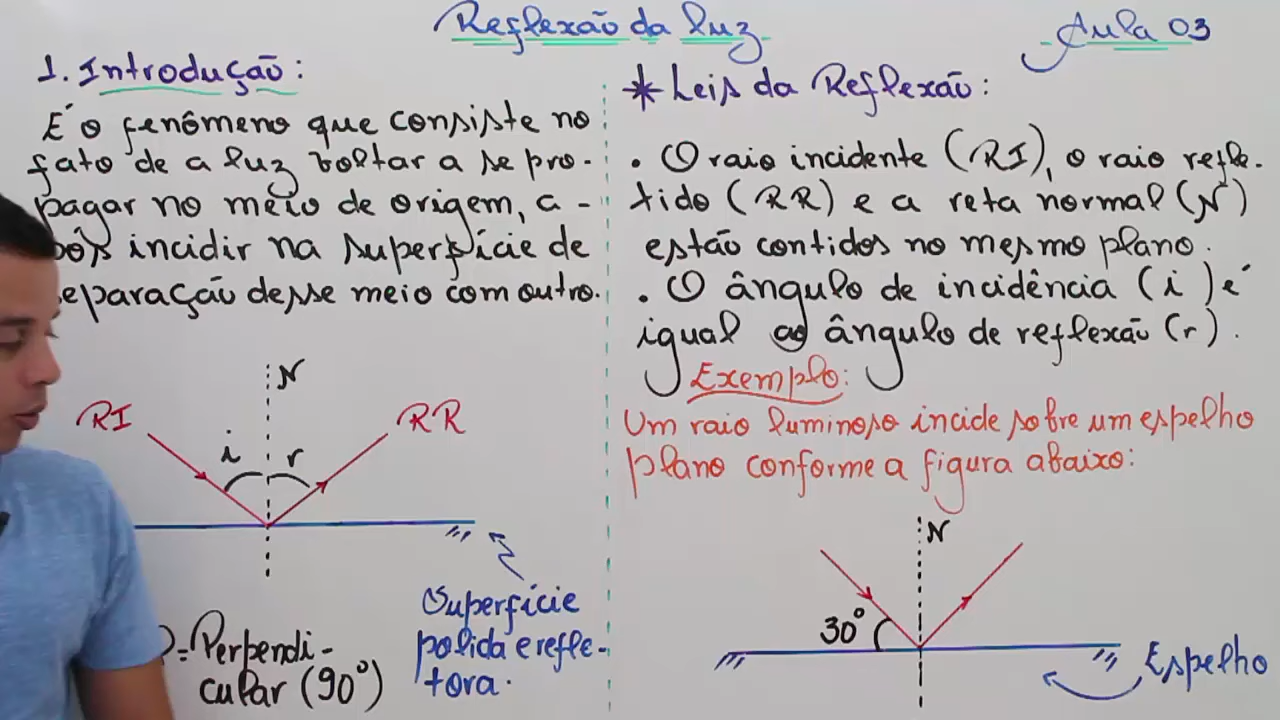 Reflexão da luz
Aula 03
1. Introdução:
É o fenômeno que consiste no
fato de a luz voltar a se pro-
pagar no meio de origem, a-
pós incidir na superfície de
separação desse meio com outro.
N
RI
RR
i
r
Superfície
polida e refle-
tora.
=Perpendi-
cular (90°)
* Leis da Reflexão:
. O raio incidente (RI), o raio refle-
tido (RR) e a reta normal (N)
estão contidos no mesmo plano.
. O ângulo de incidência (i) é
igual ao ângulo de reflexão (r).
Exemplo:
Um raio luminoso incide sobre um espelho
plano conforme a figura abaixo:
N
30°
Espelho